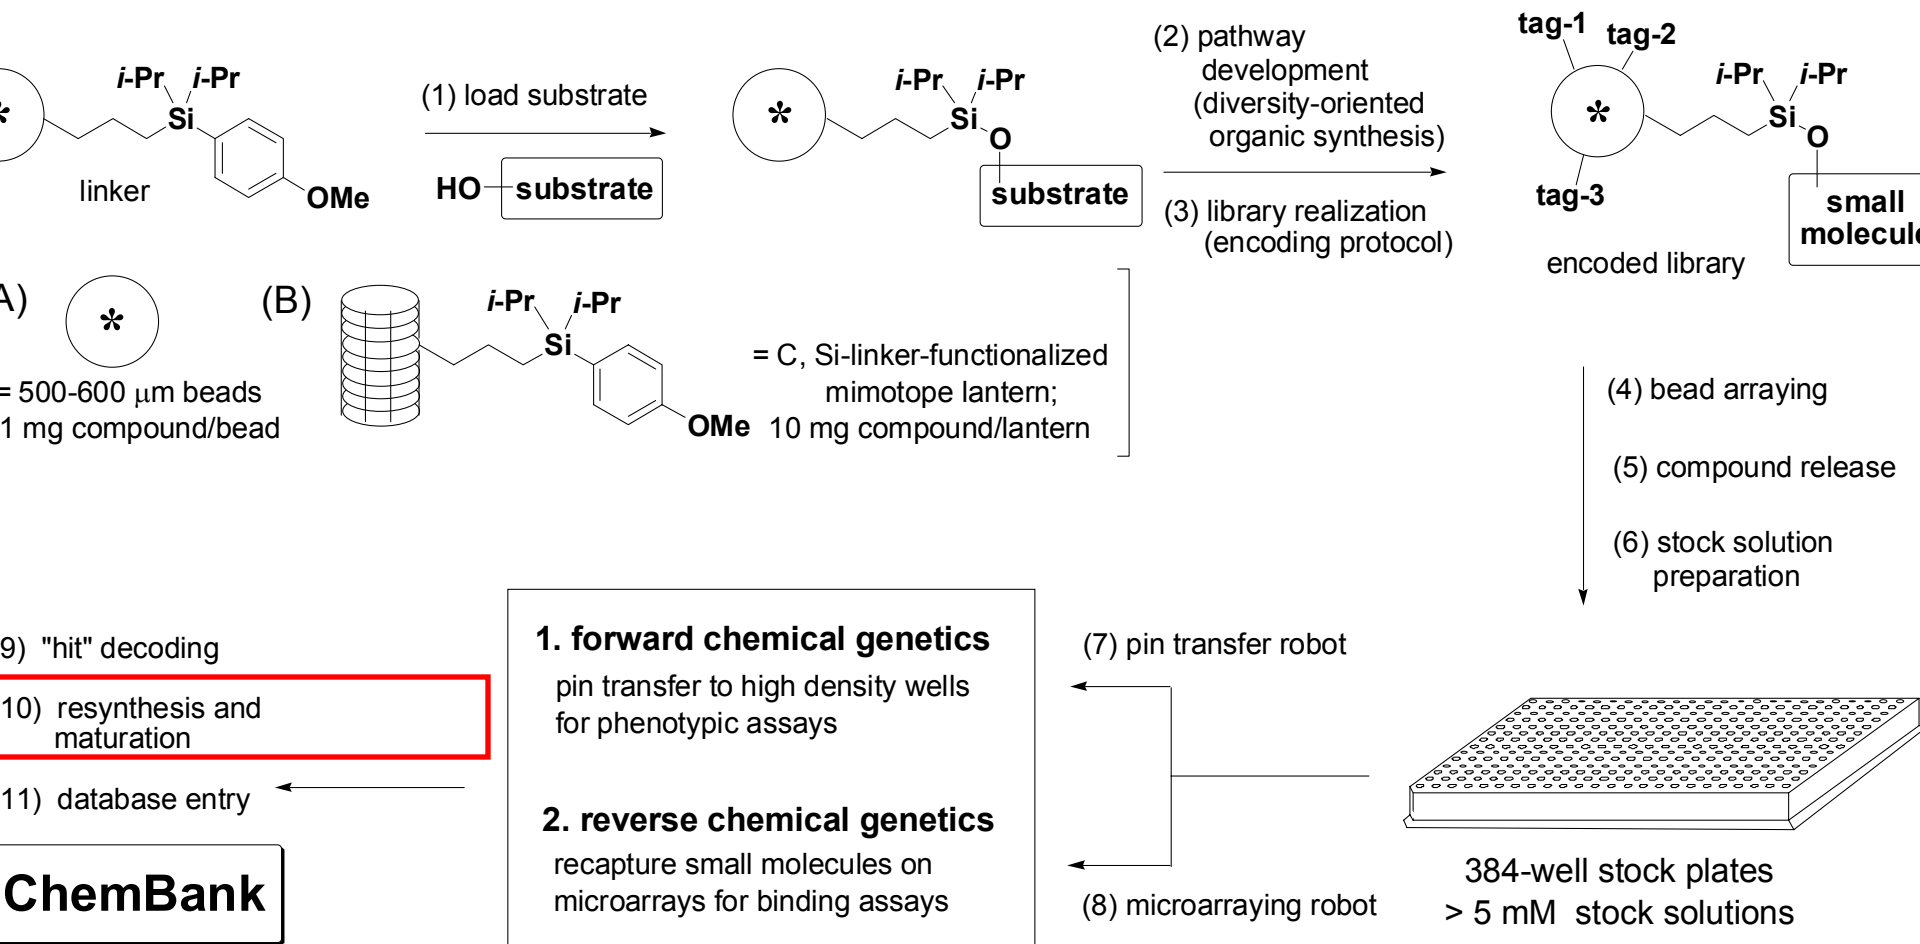 i-Pr i-Pr
Si
OMe
linker
(1) load substrate
HO substrate
i-Pr i-Pr
Si
O
substrate
(2) pathway
development
(diversity-oriented
organic synthesis)
(3) library realization
(encoding protocol)
tag-1
tag-2
tag-3
i-Pr i-Pr
Si
O
small
encoded library
A)
*
= 500-600 μm beads
1 mg compound/bead
(B)
i-Pr i-Pr
Si
OMe
= C, Si-linker-functionalized
mimotope lantern;
10 mg compound/lantern
(4) bead arraying
(5) compound release
(6) stock solution
preparation
384-well stock plates
> 5 mM stock solutions
(7) pin transfer robot
(8) microarraying robot
1. forward chemical genetics
pin transfer to high density wells
for phenotypic assays
2. reverse chemical genetics
recapture small molecules on
microarrays for binding assays
9) "hit" decoding
10) resynthesis and
maturation
11) database entry
ChemBank